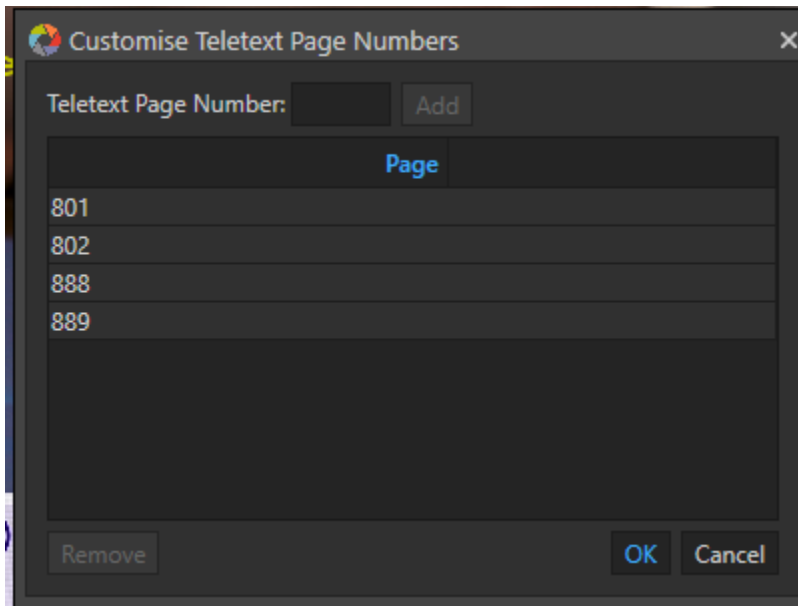 Customise Teletext Page Numbers
Teletext Page Number: Add
Page
801
802
888
889
Remove OK Cancel